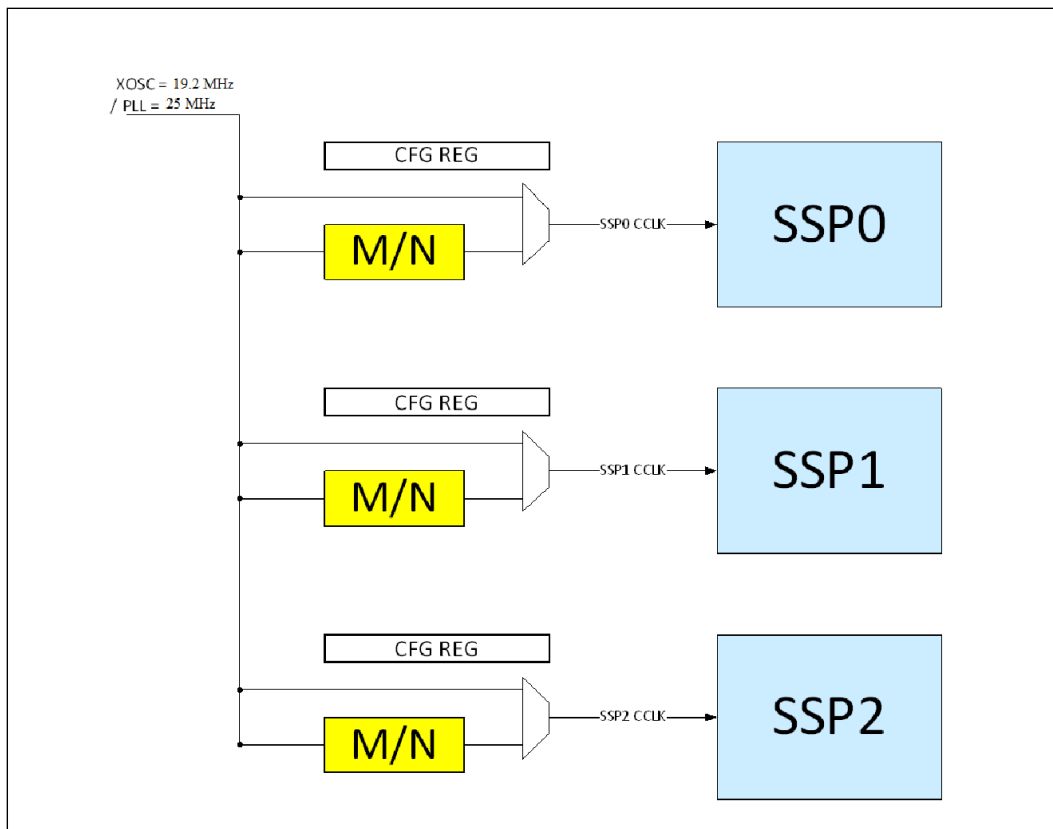 XOSC = 19.2 MHz
/ PLL = 25 MHz
CFG REG
M/N
SSP0 CCLK
SSP0
CFG REG
M/N
SSP1 CCLK
SSP1
CFG REG
M/N
SSP2 CCLK
SSP2